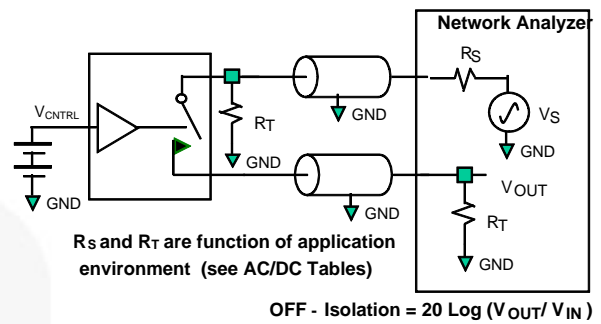 Network Analyzer
RS
VCNTRL
RT
GND
VS
GND
GND
GND
VOUT
GND
GND
RT
RS and RT are function of application
environment (see AC/DC Tables)
GND
OFF - Isolation = 20 Log (VOUT/ VIN )